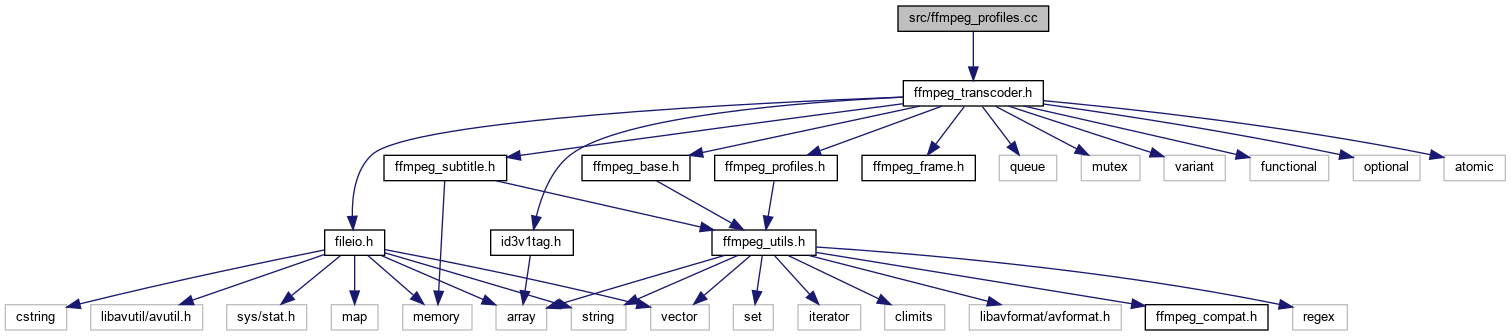 src/ffmpeg_profiles.cc
ffmpeg_transcoder.h
ffmpeg_subtitle.h
ffmpeg_base.h
ffmpeg_profiles.h
ffmpeg_frame.h
queue
mutex
variant
functional
optional
atomic
fileio.h
id3v1tag.h
ffmpeg_utils.h
cstring
libavutil/avutil.h
sys/stat.h
map
memory
array
string
vector
set
iterator
climits
libavformat/avformat.h
ffmpeg_compat.h
regex